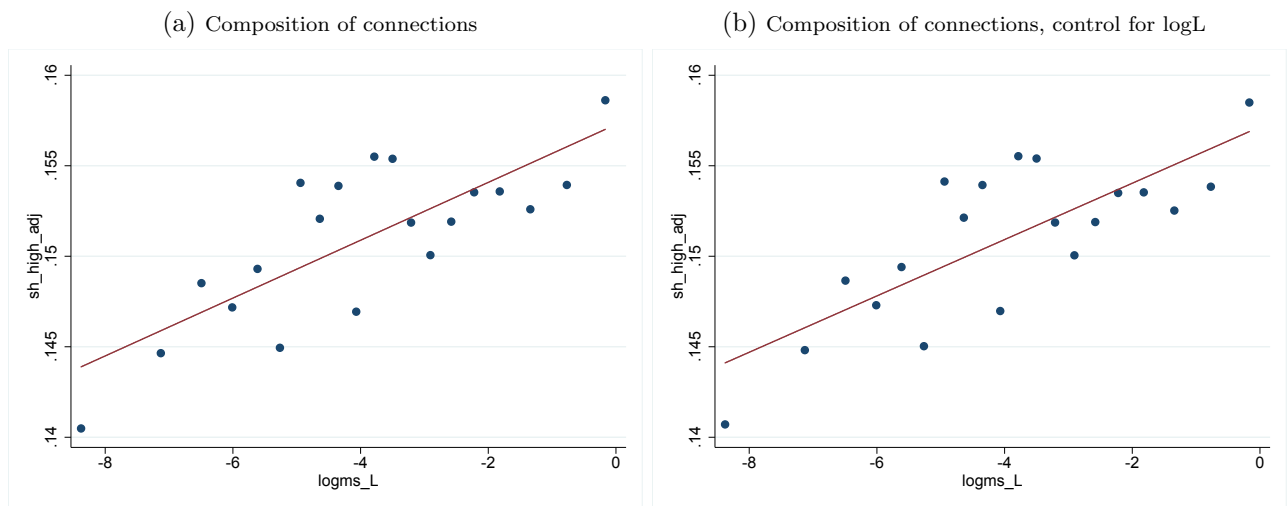 (a) Composition of connections
.16
.155
.15
.145
.14
sh_high_adj
-8 -6 -4 -2 0
logms_L
(b) Composition of connections, control for logL
.16
.155
.15
.145
.14
sh_high_adj
-8 -6 -4 -2 0
logms_L